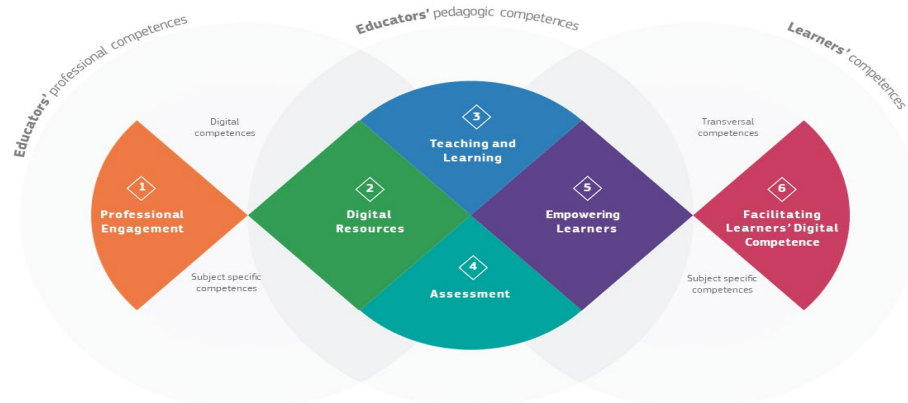 Educators' professional competences
Educators' pedagogic competences
Learners' competences
Digital
competences
Subject specific
competences
1
Professional
Engagement
2
Digital
Resources
3
Teaching and
Learning
4
Assessment
5
Empowering
Learners
Transversal
competences
Subject specific
competences
6
Facilitating
Learners' Digital
Competence